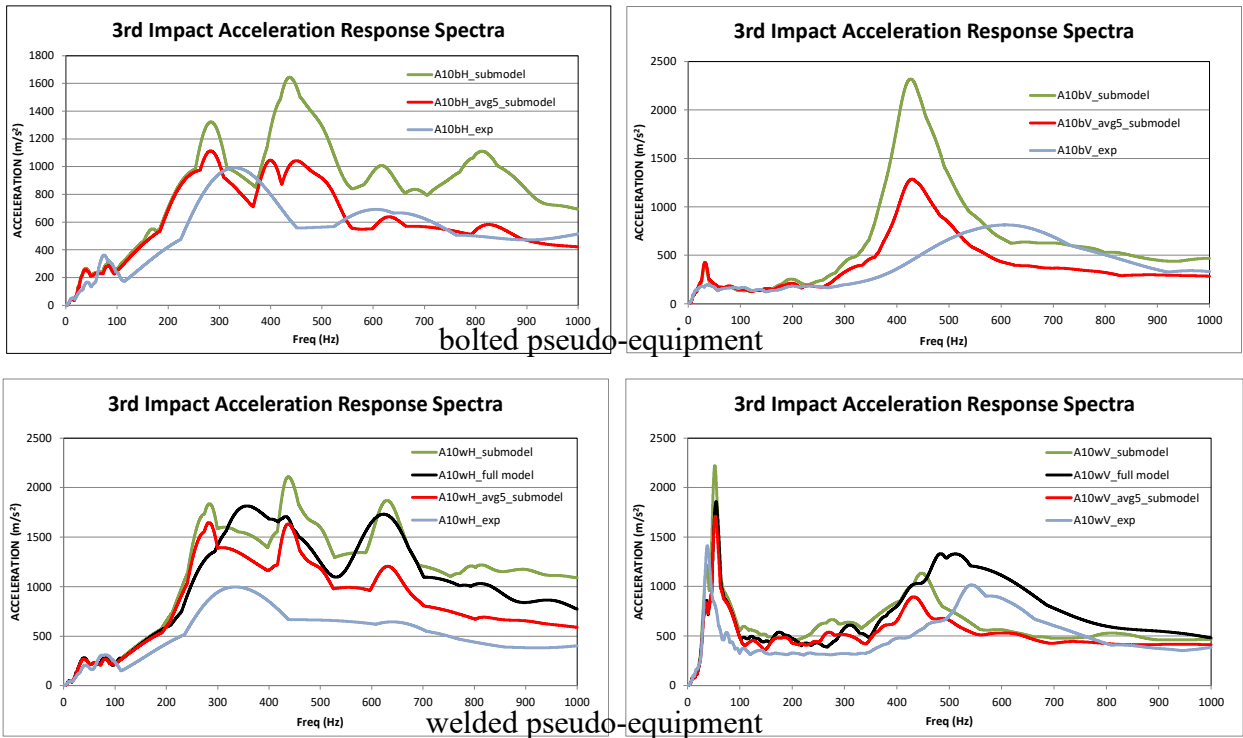 3rd Impact Acceleration Response Spectra
ACCELERATION (m/s²)
1800
1600
1400
1200
1000
800
600
400
200
0
A10bH_submodel
A10bH_avg5_submodel
A10bH_exp
0 100 200 300 400 500 600 700 800 900 1000
Freq (Hz)
3rd Impact Acceleration Response Spectra
ACCELERATION (m/s²)
2500
2000
1500
1000
500
0
A10bV_submodel
A10bV_avg5_submodel
A10bV_exp
0 100 200 300 400 500 600 700 800 900 1000
Freq (Hz)
bolted pseudo-equipment
3rd Impact Acceleration Response Spectra
ACCELERATION (m/s²)
2500
2000
1500
1000
500
0
A10wH_submodel
A10wH_full model
A10wH_avg5_submodel
A10wH_exp
0 100 200 300 400 500 600 700 800 900 1000
Freq (Hz)
3rd Impact Acceleration Response Spectra
ACCELERATION (m/s²)
2500
2000
1500
1000
500
0
A10wV_submodel
A10wV_full model
A10wV_avg5_submodel
A10wV_exp
0 100 200 300 400 500 600 700 800 900 1000
Freq (Hz)
welded pseudo-equipment